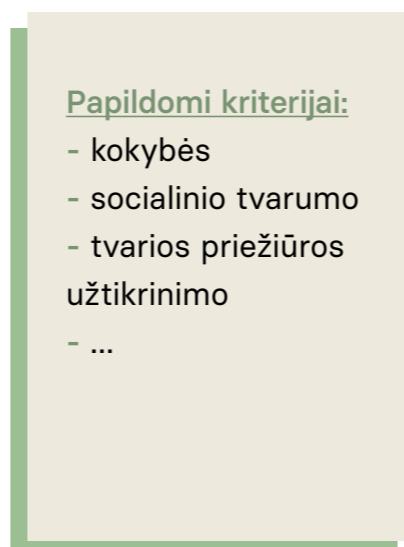 Papildomi kriterijai:
- kokybės
- socialinio tvarumo
- tvarios priežiūros
užtikrinimo
- ...